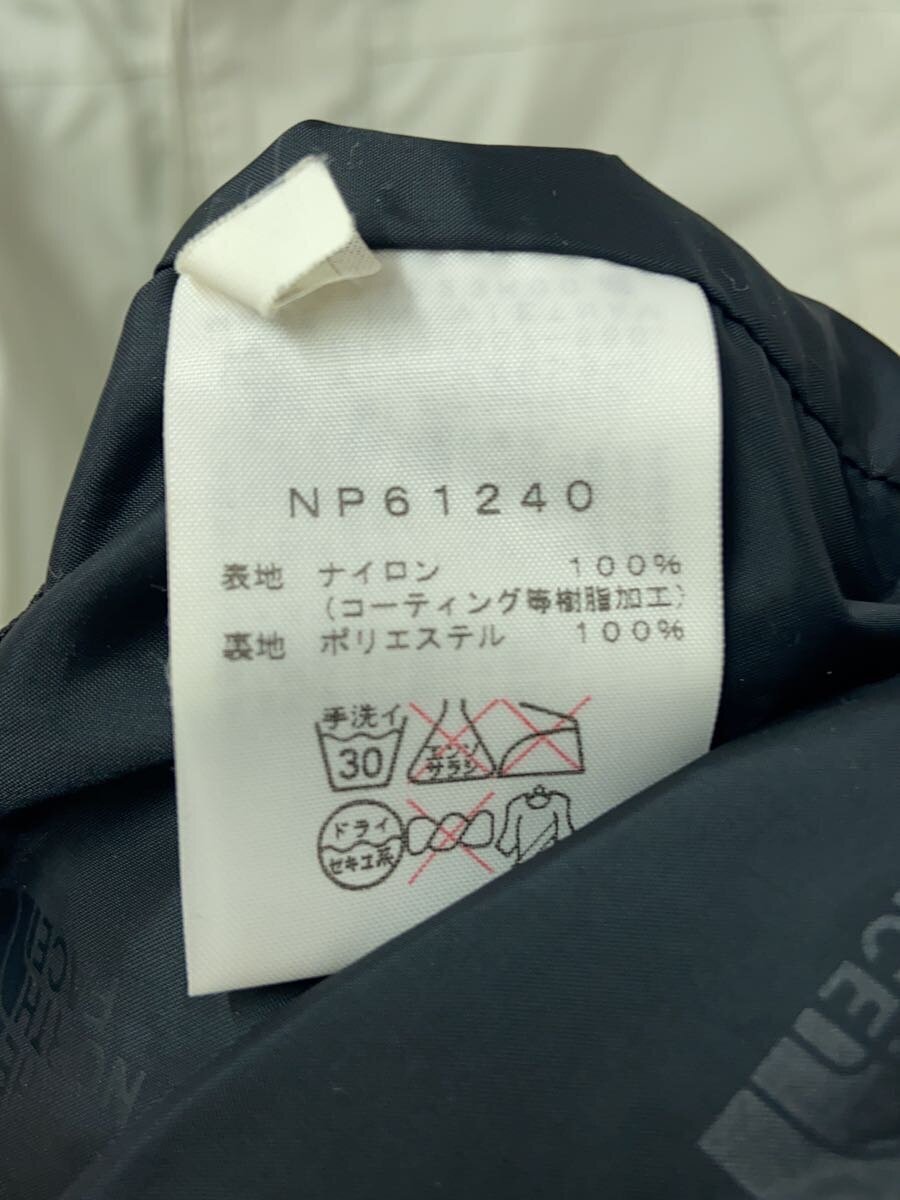 NP61240
表地 ナイロン 100%
(コーティング等樹脂加工)
裏地 ポリエステル 100%
手洗イ
30
エンソ
サラシ
ドライ
セキユ系